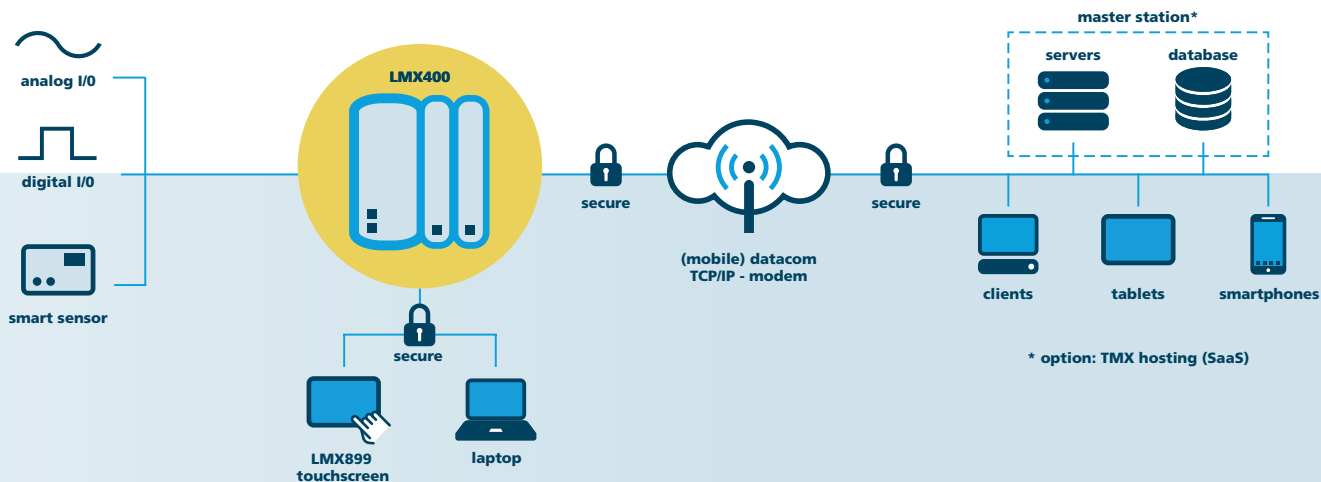 master station*
servers
database
analog I/0
LMX400
digital I/0
secure
secure
(mobile) datacom
TCP/IP - modem
clients
tablets
smartphones
smart sensor
secure
* option: TMX hosting (SaaS)
LMX899
touchscreen
laptop